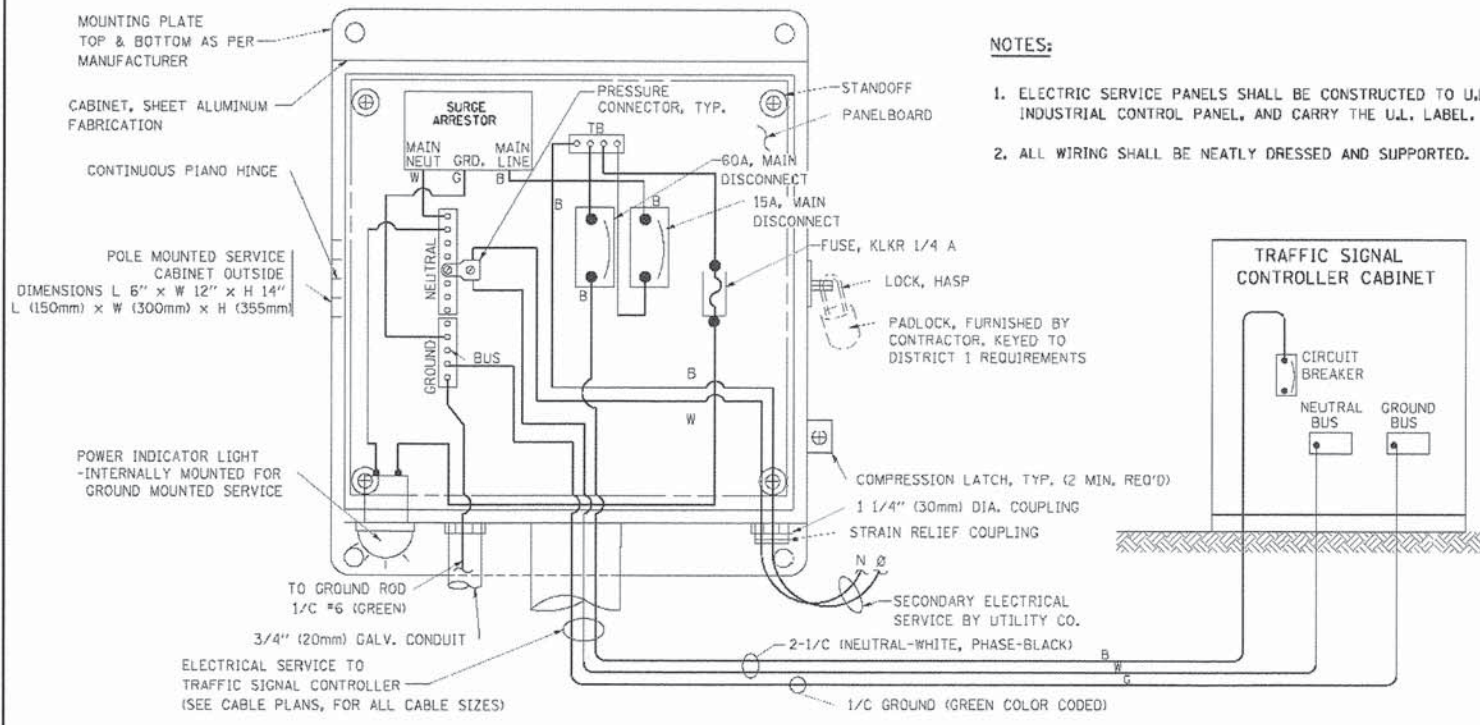 MOUNTING PLATE
TOP & BOTTOM AS PER
MANUFACTURER
CABINET, SHEET ALUMINUM
FABRICATION
CONTINUOUS PIANO HINGE
POLE MOUNTED SERVICE
CABINET OUTSIDE
DIMENSIONS L 6" x W 12" x H 14"
L (150mm) x W (300mm) x H (355mm)
POWER INDICATOR LIGHT
-INTERNALLY MOUNTED FOR
GROUND MOUNTED SERVICE
SURGE
ARRESTOR
MAIN
NEUT
GRD.
MAIN
LINE
W
G
B
PRESSURE
CONNECTOR, TYP.
TB
60A, MAIN
DISCONNECT
15A, MAIN
DISCONNECT
B
B
B
NEUTRAL
GROUND
BUS
FUSE, KLKR 1/4 A
B
W
STANDOFF
PANELBOARD
LOCK, HASP
PADLOCK, FURNISHED BY
CONTRACTOR, KEYED TO
DISTRICT 1 REQUIREMENTS
COMPRESSION LATCH, TYP. (2 MIN. REQ'D)
1 1/4" (30mm) DIA. COUPLING
STRAIN RELIEF COUPLING
N Ø
SECONDARY ELECTRICAL
SERVICE BY UTILITY CO.
TO GROUND ROD
1/C #6 (GREEN)
3/4" (20mm) GALV. CONDUIT
ELECTRICAL SERVICE TO
TRAFFIC SIGNAL CONTROLLER
(SEE CABLE PLANS, FOR ALL CABLE SIZES)
2-1/C (NEUTRAL-WHITE, PHASE-BLACK)
B
W
G
1/C GROUND (GREEN COLOR CODED)
NOTES:
1. ELECTRIC SERVICE PANELS SHALL BE CONSTRUCTED TO U.L
INDUSTRIAL CONTROL PANEL, AND CARRY THE U.L. LABEL.
2. ALL WIRING SHALL BE NEATLY DRESSED AND SUPPORTED.
TRAFFIC SIGNAL
CONTROLLER CABINET
CIRCUIT
BREAKER
NEUTRAL
BUS
GROUND
BUS